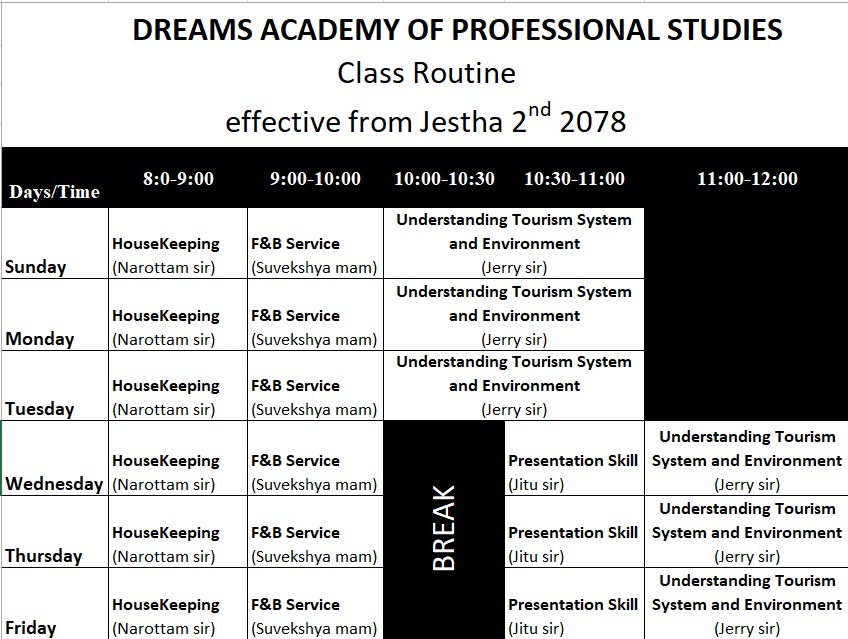 DREAMS ACADEMY OF PROFESSIONAL STUDIES
Class Routine
effective from Jestha 2nd 2078
Days/Time 8:0-9:00 9:00-10:00 10:00-10:30 10:30-11:00 11:00-12:00
Understanding Tourism System
HouseKeeping F&B Service and Environment
Sunday (Narottam sir) (Suvekshya mam) (Jerry sir)
Understanding Tourism System
HouseKeeping F&B Service and Environment
Monday (Narottam sir) (Suvekshya mam) (Jerry sir)
Understanding Tourism System
HouseKeeping F&B Service and Environment
Tuesday (Narottam sir) (Suvekshya mam) (Jerry sir)
Understanding Tourism
HouseKeeping F&B Service Presentation Skill System and Environment
Wednesday (Narottam sir) (Suvekshya mam) (Jitu sir) (Jerry sir)
BREAK
Understanding Tourism
HouseKeeping F&B Service Presentation Skill System and Environment
Thursday (Narottam sir) (Suvekshya mam) (Jitu sir) (Jerry sir)
Understanding Tourism
HouseKeeping F&B Service Presentation Skill System and Environment
Friday (Narottam sir) (Suvekshya mam) (Jitu sir) (Jerry sir)